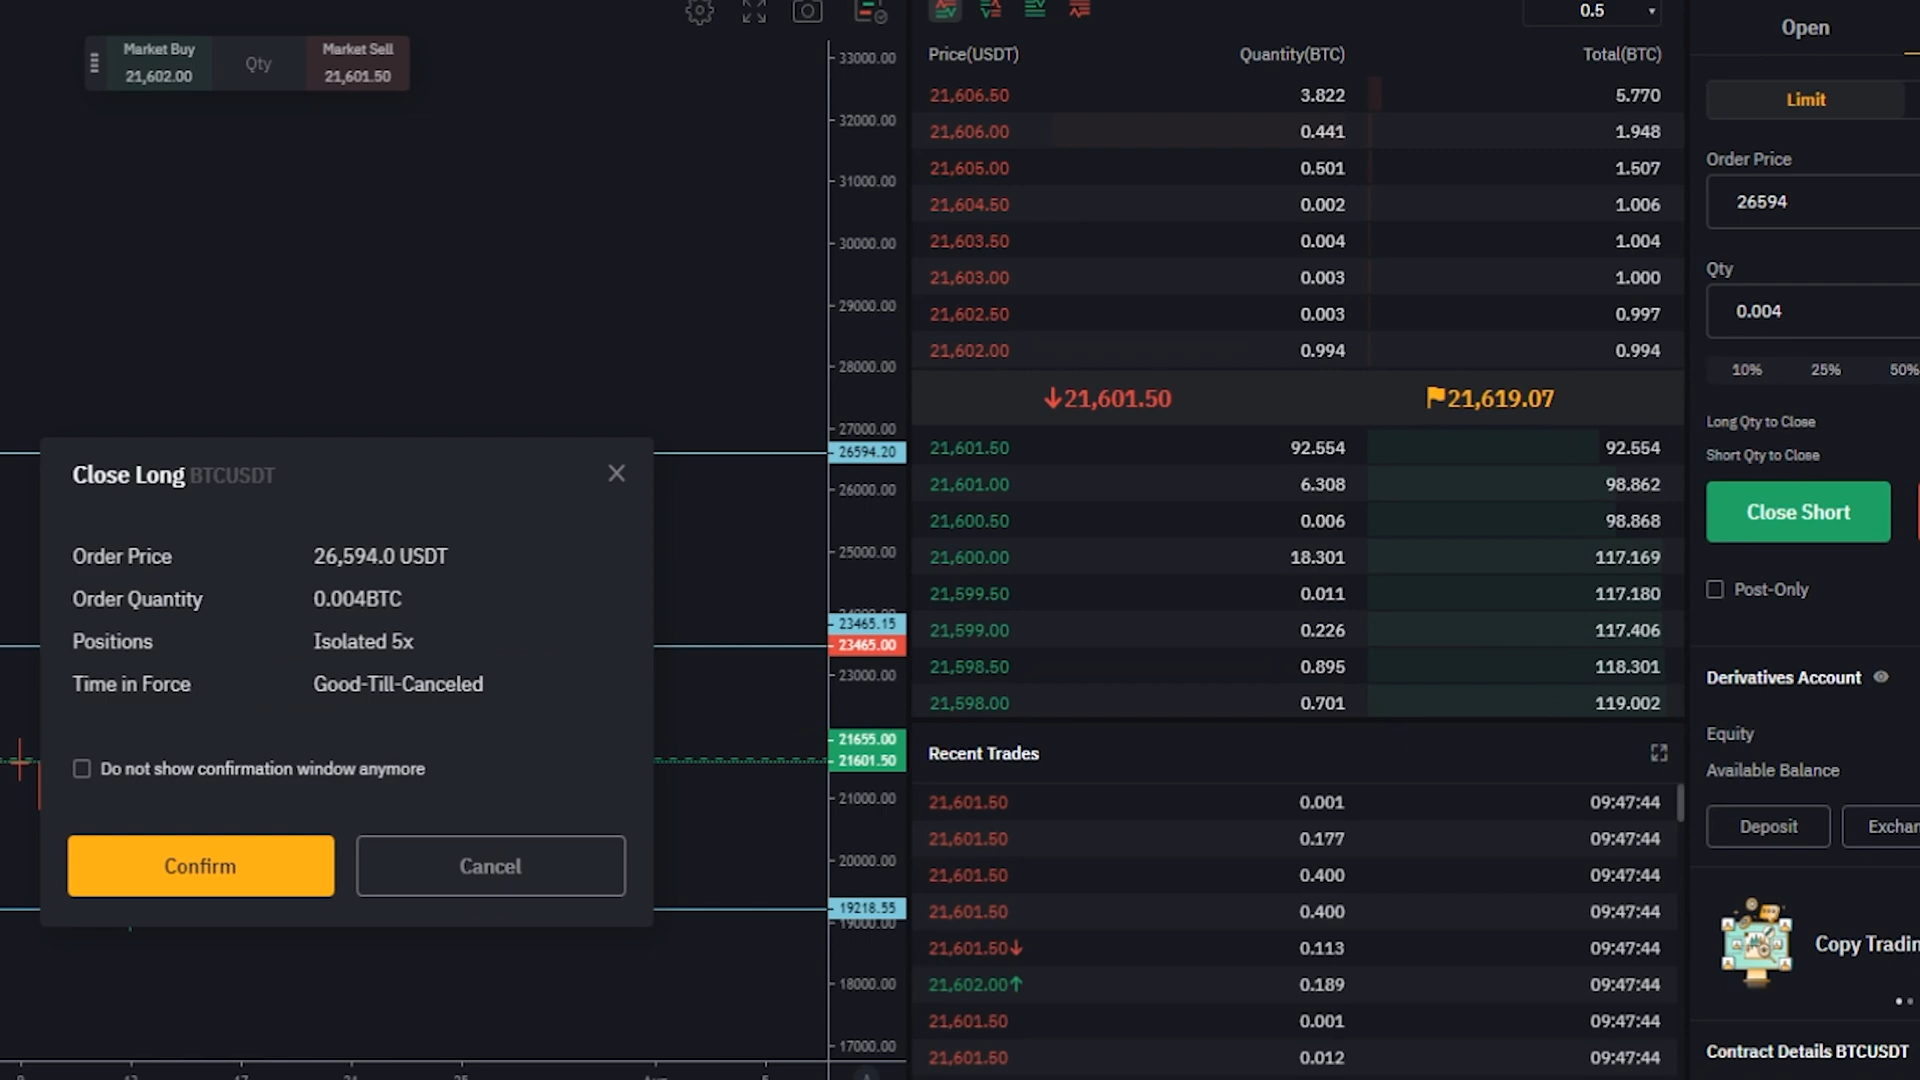 Market Buy
21,602.00
Qty
Market Sell
21,601.50
33000.00
32000.00
31000.00
30000.00
29000.00
28000.00
27000.00
26594.20
26000.00
25000.00
23465.15
23465.00
23000.00
21655.00
21601.50
21000.00
20000.00
19218.55
19000.00
18000.00
17000.00
Close Long BTCUSDT
Order Price 26,594.0 USDT
Order Quantity 0.004BTC
Positions Isolated 5x
Time in Force Good-Till-Canceled
Do not show confirmation window anymore
Confirm Cancel
0.5
Price(USDT) Quantity(BTC) Total(BTC)
21,606.50 3.822 5.770
21,606.00 0.441 1.948
21,605.00 0.501 1.507
21,604.50 0.002 1.006
21,603.50 0.004 1.004
21,603.00 0.003 1.000
21,602.50 0.003 0.997
21,602.00 0.994 0.994
↓21,601.50 21,619.07
21,601.50 92.554 92.554
21,601.00 6.308 98.862
21,600.50 0.006 98.868
21,600.00 18.301 117.169
21,599.50 0.011 117.180
21,599.00 0.226 117.406
21,598.50 0.895 118.301
21,598.00 0.701 119.002
Recent Trades
21,601.50 0.001 09:47:44
21,601.50 0.177 09:47:44
21,601.50 0.400 09:47:44
21,601.50 0.400 09:47:44
21,601.50↓ 0.113 09:47:44
21,602.00↑ 0.189 09:47:44
21,601.50 0.001 09:47:44
21,601.50 0.012 09:47:44
Open
Limit
Order Price
26594
Qty
0.004
10% 25% 50%
Long Qty to Close
Short Qty to Close
Close Short
Post-Only
Derivatives Account
Equity
Available Balance
Deposit Exchan
Copy Tradin
Contract Details BTCUSDT